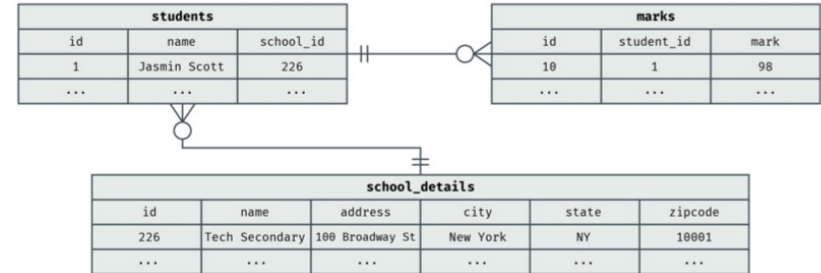 students
id name school_id
1 Jasmin Scott 226
... ... ...
marks
id student_id mark
10 1 98
... ... ...
school_details
id name address city state zipcode
226 Tech Secondary 100 Broadway St New York NY 10001
... ... ... ... ... ...